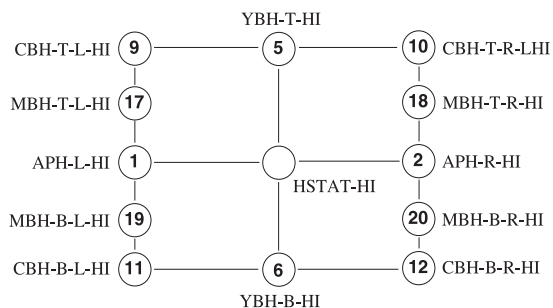 YBH-T-HI
CBH-T-L-HI 9 5 10 CBH-T-R-LHI
MBH-T-L-HI 17 18 MBH-T-R-HI
APH-L-HI 1 2 APH-R-HI
HSTAT-HI
MBH-B-L-HI 19 20 MBH-B-R-HI
CBH-B-L-HI 11 6 12 CBH-B-R-HI
YBH-B-HI